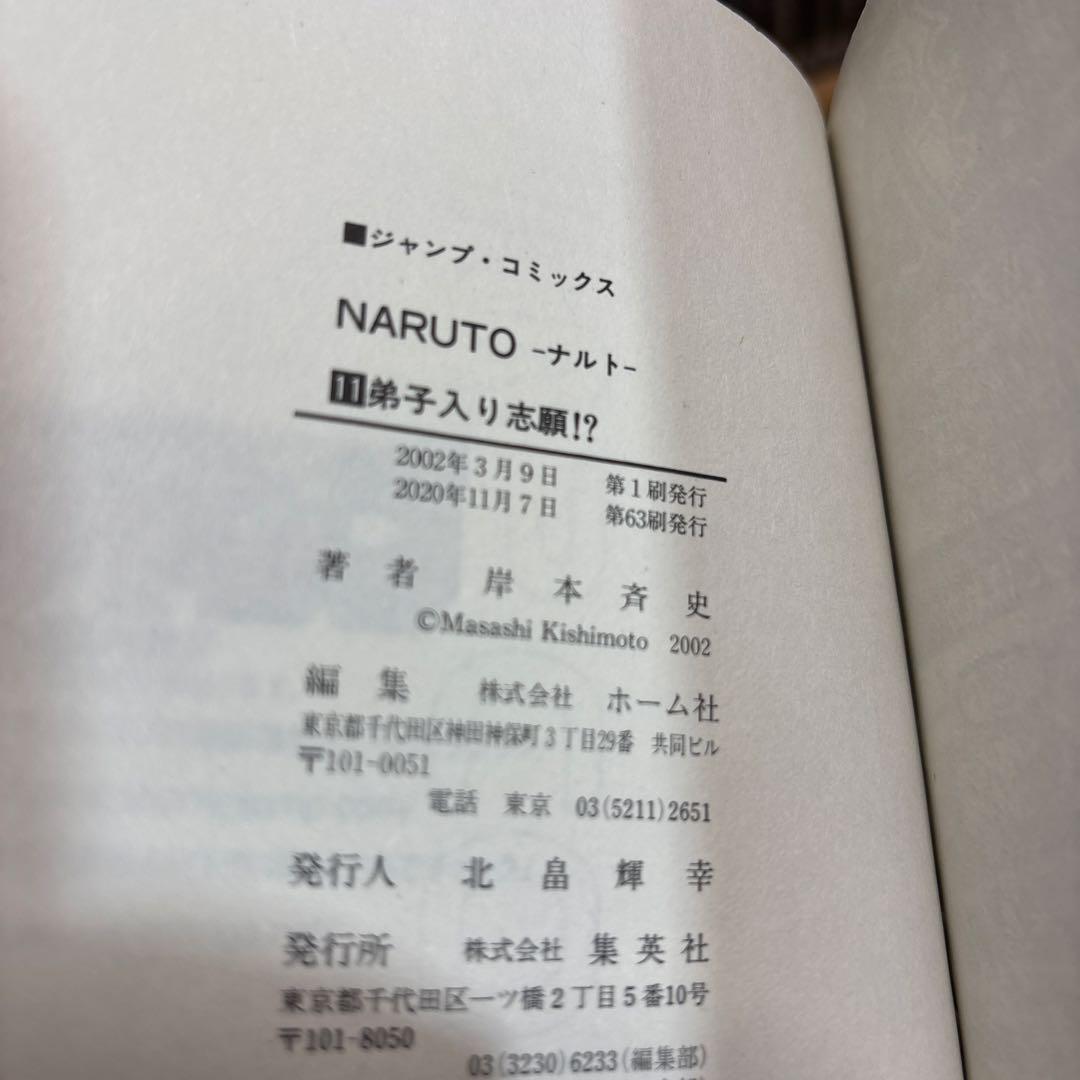 ■ジャンプ・コミックス
NARUTO -ナルト-
11弟子入り志願!?
2002年3月9日 第1刷発行
2020年11月7日 第63刷発行
著者 岸本斉史
©Masashi Kishimoto 2002
編集 株式会社 ホーム社
東京都千代田区神田神保町3丁目29番 共同ビル
〒101-0051
電話 東京 03(5211)2651
発行人 北畠輝幸
発行所 株式会社 集英社
東京都千代田区一ツ橋2丁目5番10号
〒101-8050
03(3230)6233(編集部)